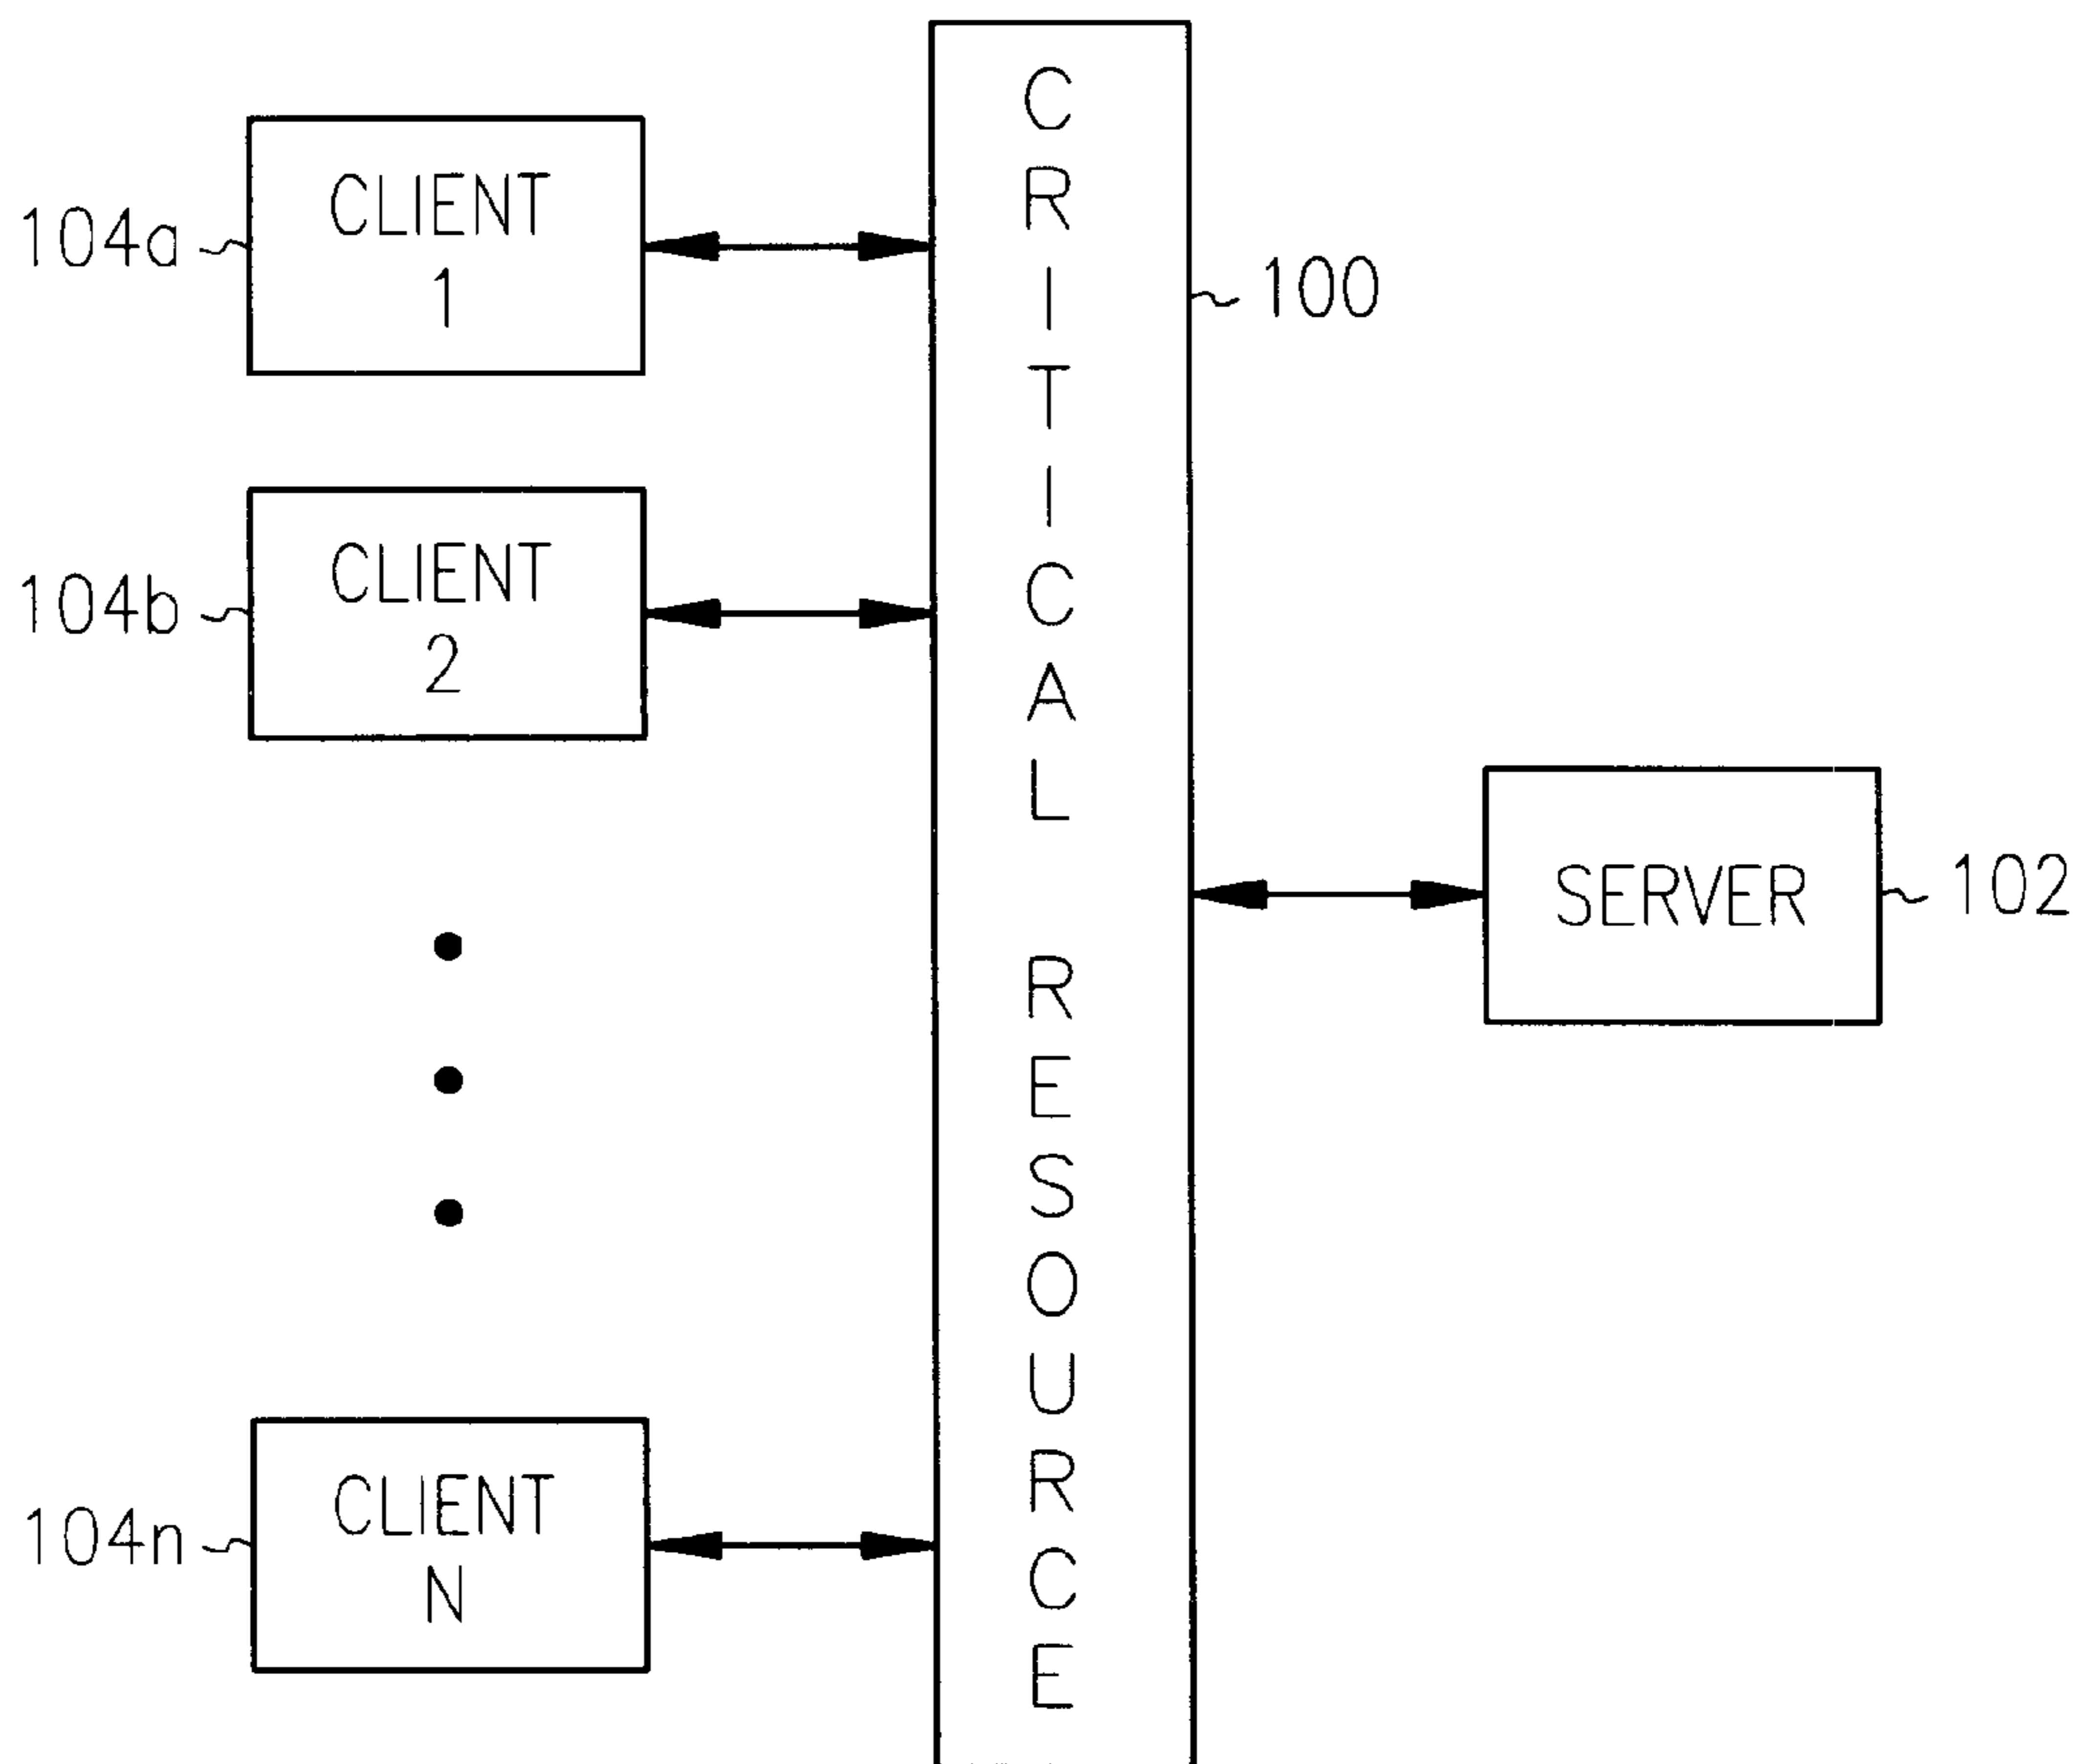 104a
CLIENT
1
104b
CLIENT
2
104n
CLIENT
N
CRITICAL RESOURCE
100
SERVER
102